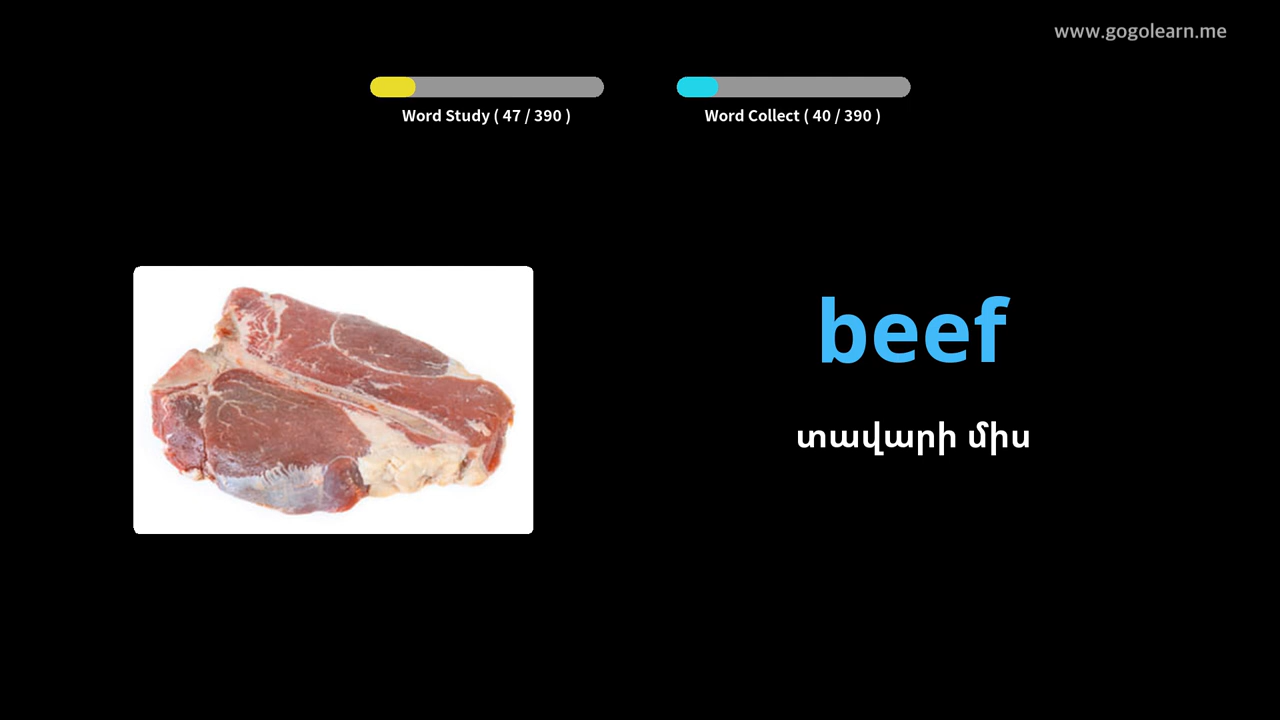 www.gogolearn.me
Word Study ( 47 / 390 )
Word Collect ( 40 / 390 )
beef
տավարի միս